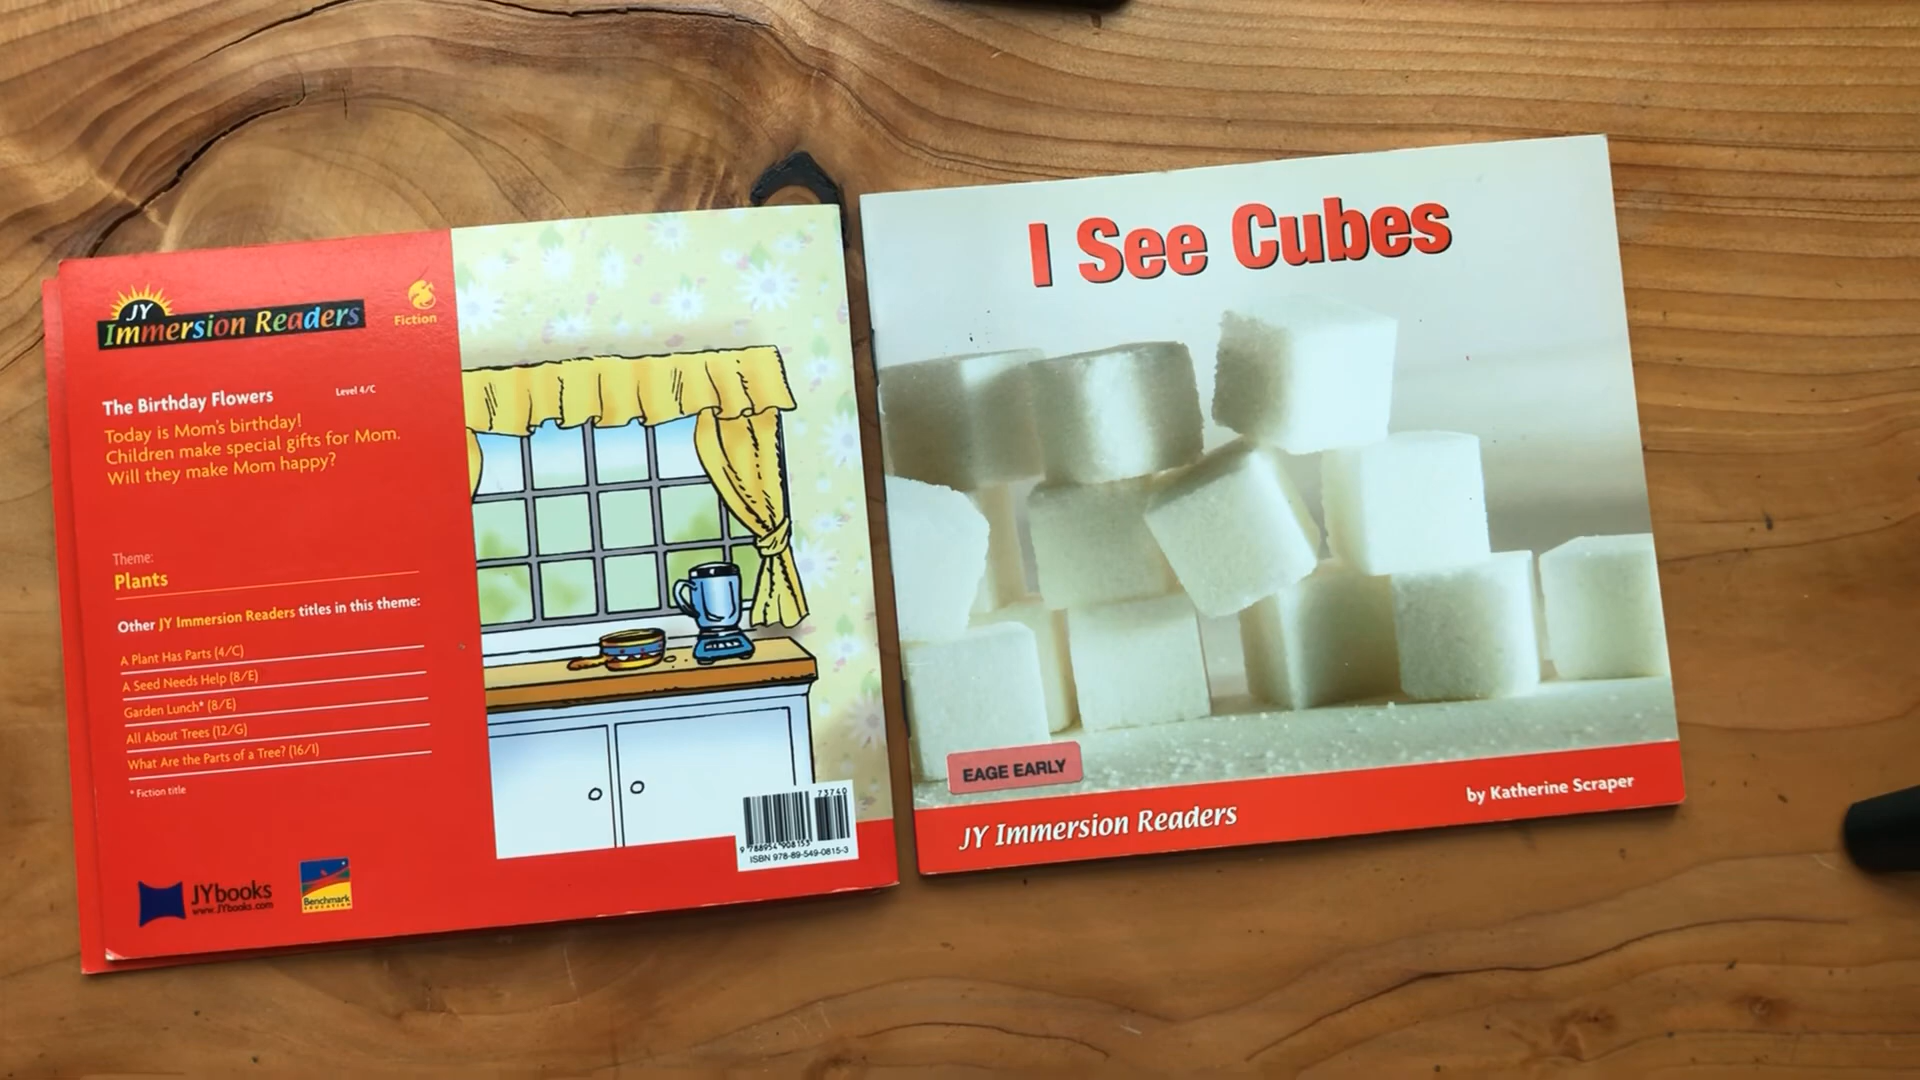 JY
Immersion Readers
Fiction
The Birthday Flowers
Level 4/C
Today is Mom's birthday!
Children make special gifts for Mom.
Will they make Mom happy?
Theme:
Plants
Other JY Immersion Readers titles in this theme:
A Plant Has Parts (4/C)
A Seed Needs Help (8/E)
Garden Lunch* (8/E)
All About Trees (12/G)
What Are the Parts of a Tree? (16/I)
* Fiction title
JYbooks
www.JYbooks.com
Benchmark
EDUCATION
73740
9 788954 908153
ISBN 978-89-549-0815-3
I See Cubes
EAGE EARLY
JY Immersion Readers
by Katherine Scraper